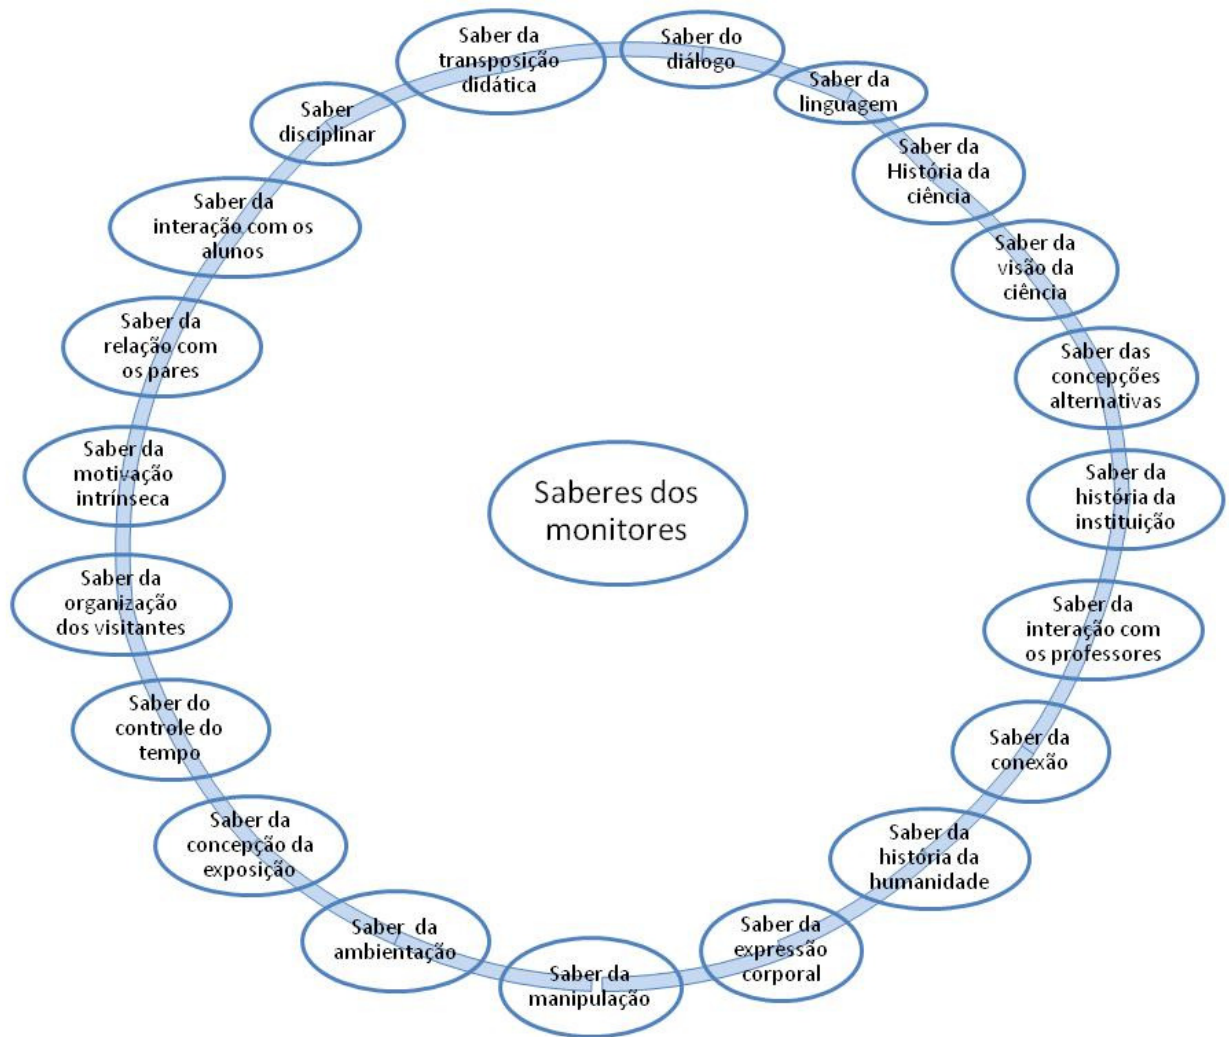 Saber da
transposição
didática
Saber do
diálogo
Saber da
linguagem
Saber da
História da
ciência
Saber da
visão da
ciência
Saber das
concepções
alternativas
Saber da
história da
instituição
Saber da
interação com
os professores
Saber da
conexão
Saber da
história da
humanidade
Saber da
expressão
corporal
Saber da
manipulação
Saber da
ambientação
Saber da
concepção da
exposição
Saber do
controle do
tempo
Saber da
organização
dos visitantes
Saber da
motivação
intrínseca
Saber da
relação com
os pares
Saber da
interação com os
alunos
Saber
disciplinar
Saberes dos
monitores